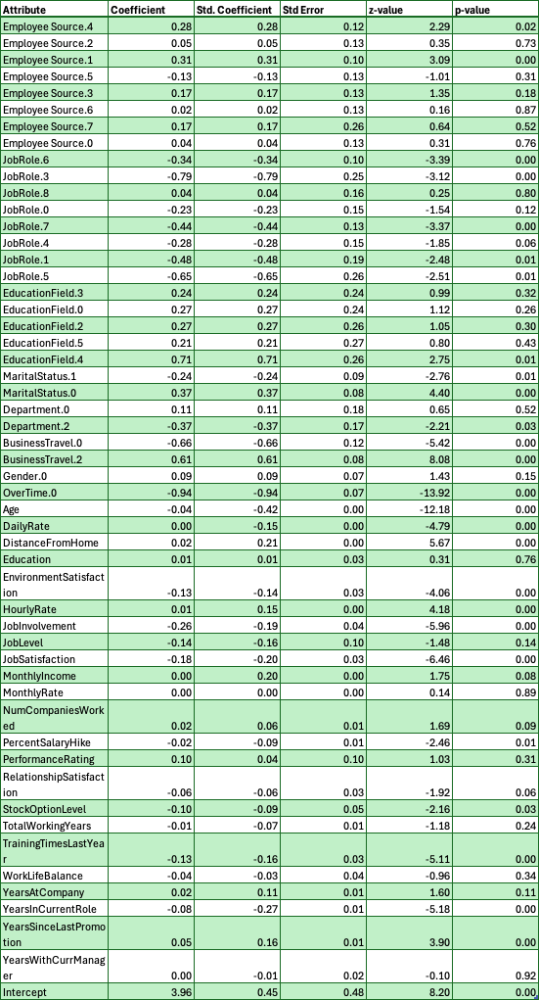 Attribute Coefficient Std. Coefficient Std Error z-value p-value
Employee Source.4 0.28 0.28 0.12 2.29 0.02
Employee Source.2 0.05 0.05 0.13 0.35 0.73
Employee Source.1 0.31 0.31 0.10 3.09 0.00
Employee Source.5 -0.13 -0.13 0.13 -1.01 0.31
Employee Source.3 0.17 0.17 0.13 1.35 0.18
Employee Source.6 0.02 0.02 0.13 0.16 0.87
Employee Source.7 0.17 0.17 0.26 0.64 0.52
Employee Source.0 0.04 0.04 0.13 0.31 0.76
JobRole.6 -0.34 -0.34 0.10 -3.39 0.00
JobRole.3 -0.79 -0.79 0.25 -3.12 0.00
JobRole.8 0.04 0.04 0.16 0.25 0.80
JobRole.0 -0.23 -0.23 0.15 -1.54 0.12
JobRole.7 -0.44 -0.44 0.13 -3.37 0.00
JobRole.4 -0.28 -0.28 0.15 -1.85 0.06
JobRole.1 -0.48 -0.48 0.19 -2.48 0.01
JobRole.5 -0.65 -0.65 0.26 -2.51 0.01
EducationField.3 0.24 0.24 0.24 0.99 0.32
EducationField.0 0.27 0.27 0.24 1.12 0.26
EducationField.2 0.27 0.27 0.26 1.05 0.30
EducationField.5 0.21 0.21 0.27 0.80 0.43
EducationField.4 0.71 0.71 0.26 2.75 0.01
MaritalStatus.1 -0.24 -0.24 0.09 -2.76 0.01
MaritalStatus.0 0.37 0.37 0.08 4.40 0.00
Department.0 0.11 0.11 0.18 0.65 0.52
Department.2 -0.37 -0.37 0.17 -2.21 0.03
BusinessTravel.0 -0.66 -0.66 0.12 -5.42 0.00
BusinessTravel.2 0.61 0.61 0.08 8.08 0.00
Gender.0 0.09 0.09 0.07 1.43 0.15
OverTime.0 -0.94 -0.94 0.07 -13.92 0.00
Age -0.04 -0.42 0.00 -12.18 0.00
DailyRate 0.00 -0.15 0.00 -4.79 0.00
DistanceFromHome 0.02 0.21 0.00 5.67 0.00
Education 0.01 0.01 0.03 0.31 0.76
EnvironmentSatisfact
ion -0.13 -0.14 0.03 -4.06 0.00
HourlyRate 0.01 0.15 0.00 4.18 0.00
JobInvolvement -0.26 -0.19 0.04 -5.96 0.00
JobLevel -0.14 -0.16 0.10 -1.48 0.14
JobSatisfaction -0.18 -0.20 0.03 -6.46 0.00
MonthlyIncome 0.00 0.20 0.00 1.75 0.08
MonthlyRate 0.00 0.00 0.00 0.14 0.89
NumCompaniesWork
ed 0.02 0.06 0.01 1.69 0.09
PercentSalaryHike -0.02 -0.09 0.01 -2.46 0.01
PerformanceRating 0.10 0.04 0.10 1.03 0.31
RelationshipSatisfact
ion -0.06 -0.06 0.03 -1.92 0.06
StockOptionLevel -0.10 -0.09 0.05 -2.16 0.03
TotalWorkingYears -0.01 -0.07 0.01 -1.18 0.24
TrainingTimesLastYea
r -0.13 -0.16 0.03 -5.11 0.00
WorkLifeBalance -0.04 -0.03 0.04 -0.96 0.34
YearsAtCompany 0.02 0.11 0.01 1.60 0.11
YearsInCurrentRole -0.08 -0.27 0.01 -5.18 0.00
YearsSinceLastPromo
tion 0.05 0.16 0.01 3.90 0.00
YearsWithCurrManag
er 0.00 -0.01 0.02 -0.10 0.92
Intercept 3.96 0.45 0.48 8.20 0.00